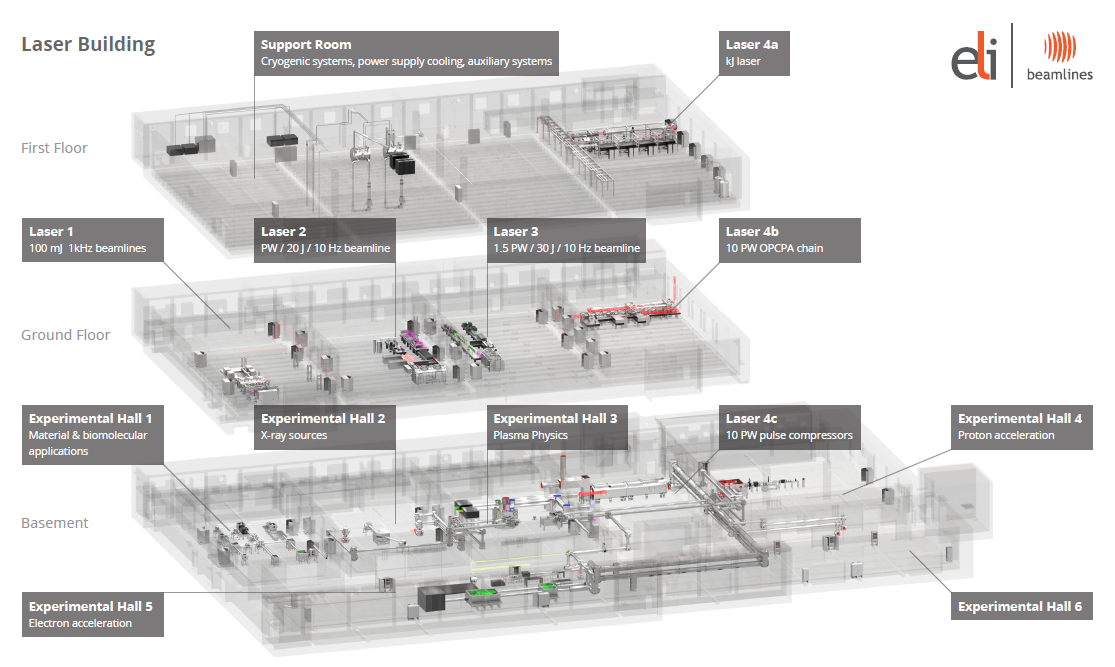 Laser Building
Support Room
Cryogenic systems, power supply cooling, auxiliary systems
Laser 4a
kJ laser
eli
beamlines
First Floor
Laser 1
100 mJ 1kHz beamlines
Laser 2
PW / 20 J / 10 Hz beamline
Laser 3
1.5 PW / 30 J / 10 Hz beamline
Laser 4b
10 PW OPCPA chain
Ground Floor
Experimental Hall 1
Material & biomolecular
applications
Experimental Hall 2
X-ray sources
Experimental Hall 3
Plasma Physics
Laser 4c
10 PW pulse compressors
Experimental Hall 4
Proton acceleration
Basement
Experimental Hall 5
Electron acceleration
Experimental Hall 6